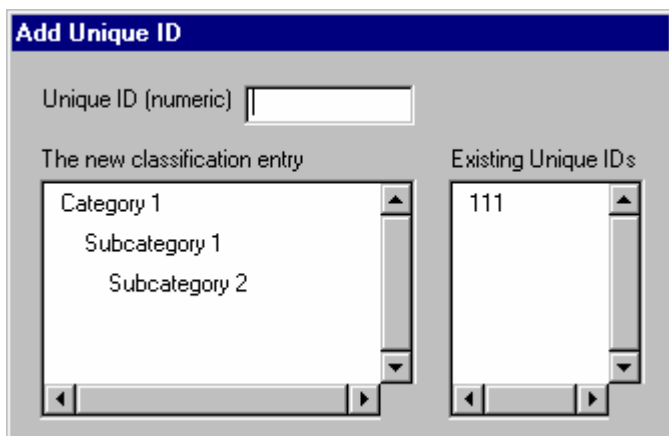 Add Unique ID
Unique ID (numeric)
The new classification entry
Existing Unique IDs
Category 1
111
Subcategory 1
Subcategory 2